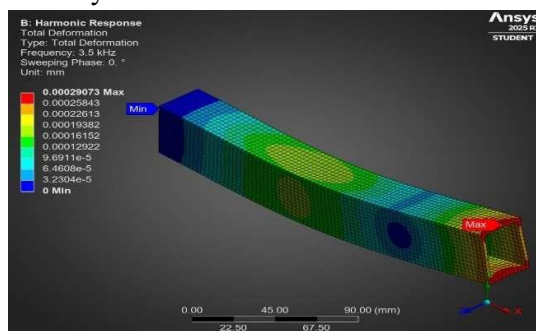 B: Harmonic Response
Total Deformation
Type: Total Deformation
Frequency: 3.5 kHz
Sweeping Phase: 0. °
Unit: mm
0.00029073 Max
0.00025843
0.00022613
0.00019382
0.00016152
0.00012922
9.6911e-5
6.4608e-5
3.2304e-5
0 Min
Ansys
2025 R
STUDENT
Min
Max
0.00 45.00 90.00 (mm)
22.50 67.50
X